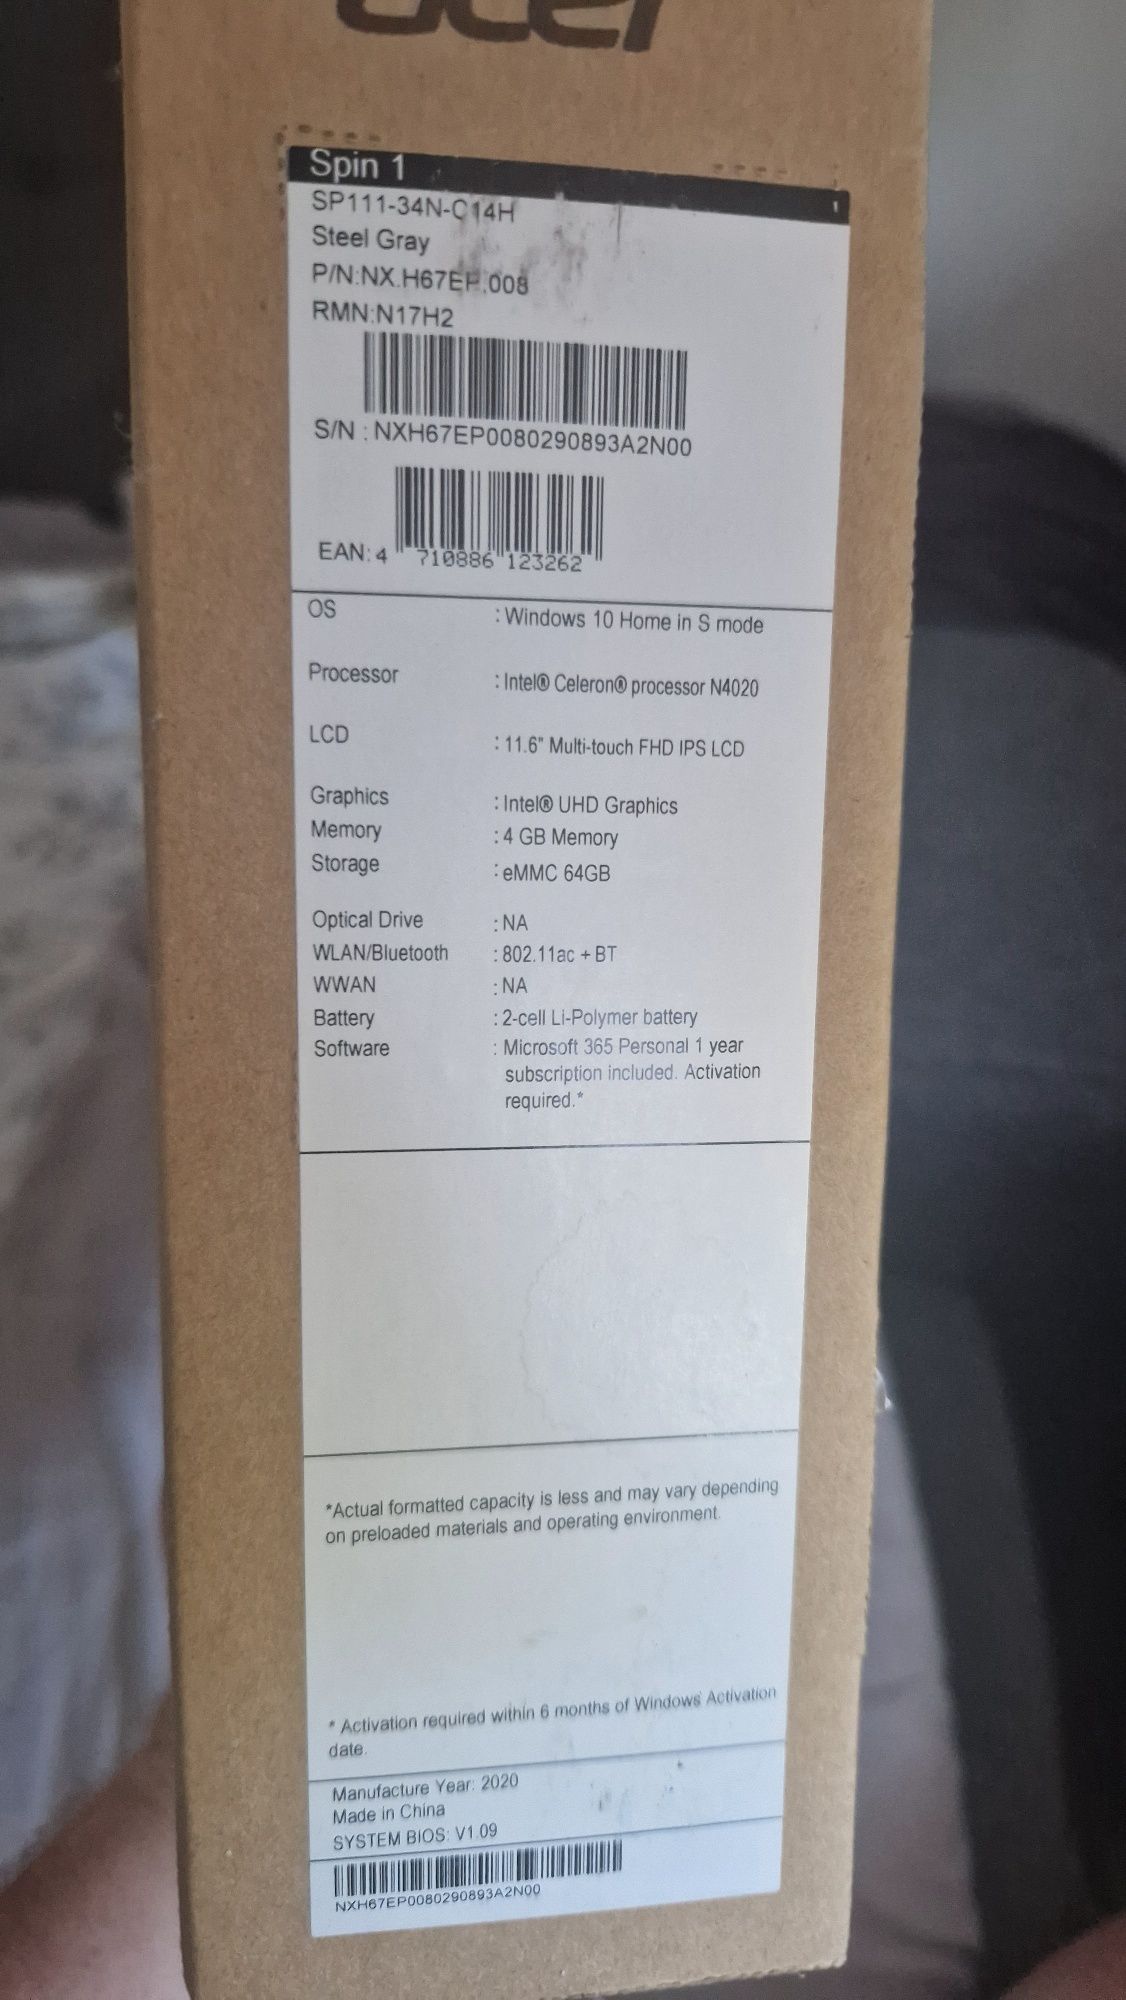 acer
Spin 1
SP111-34N-C14H
Steel Gray
P/N:NX.H67EP.008
RMN:N17H2
S/N : NXH67EP0080290893A2N00
EAN: 4 710886 123262
OS : Windows 10 Home in S mode
Processor : Intel® Celeron® processor N4020
LCD : 11.6" Multi-touch FHD IPS LCD
Graphics : Intel® UHD Graphics
Memory : 4 GB Memory
Storage : eMMC 64GB
Optical Drive : NA
WLAN/Bluetooth : 802.11ac + BT
WWAN : NA
Battery : 2-cell Li-Polymer battery
Software : Microsoft 365 Personal 1 year
subscription included. Activation
required.*
*Actual formatted capacity is less and may vary depending
on preloaded materials and operating environment.
* Activation required within 6 months of Windows Activation
date.
Manufacture Year: 2020
Made in China
SYSTEM BIOS: V1.09
NXH67EP0080290893A2N00